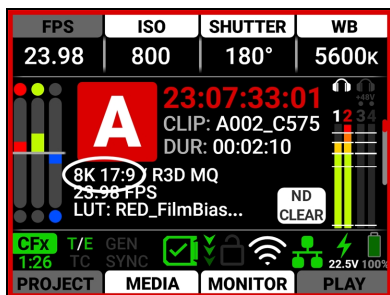 FPS ISO SHUTTER WB
23.98 800 180° 5600K
A
23:07:33:01
CLIP: A002_C575
DUR: 00:02:10
+48V
1 2 3 4
8K 17:9 / R3D MQ
23.98 FPS
LUT: RED_FilmBias...
ND
CLEAR
CFx T/E GEN
1:26 TC SYNC
22.5V 100%
PROJECT MEDIA MONITOR PLAY